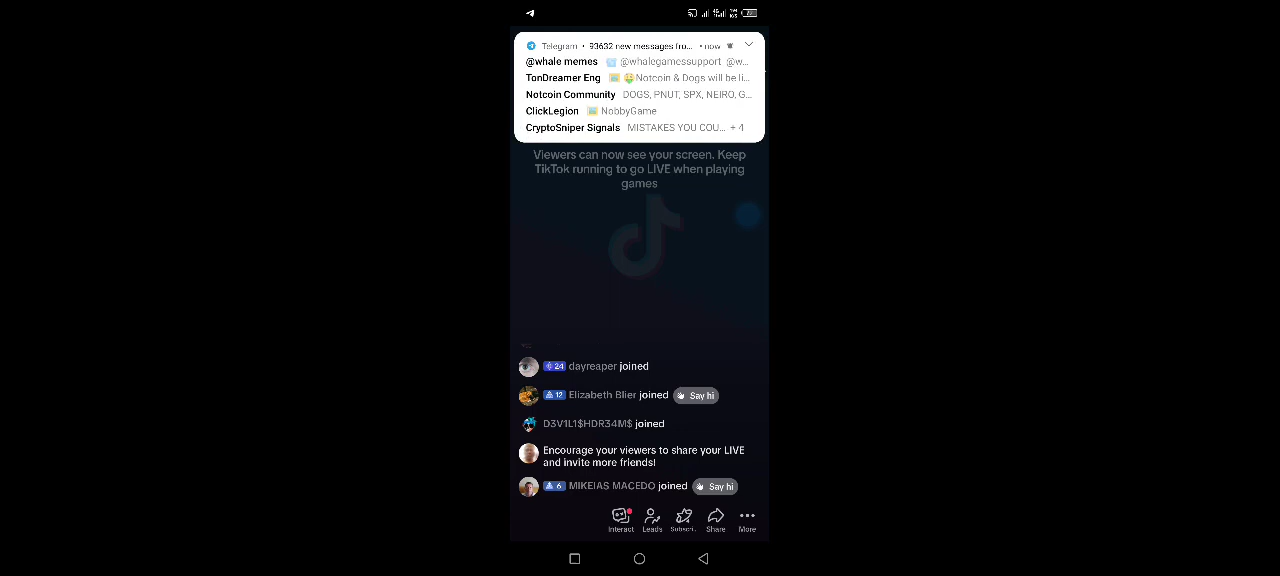 Telegram • 93632 new messages fro... • now
@whale memes @whalegamessupport @w...
TonDreamer Eng 🤑Notcoin & Dogs will be li...
Notcoin Community DOGS, PNUT, SPX, NEIRO, G...
ClickLegion NobbyGame
CryptoSniper Signals MISTAKES YOU COU... + 4
Viewers can now see your screen. Keep
TikTok running to go LIVE when playing
games
24 dayreaper joined
12 Elizabeth Blier joined Say hi
D3V1L1$HDR34M$ joined
Encourage your viewers to share your LIVE
and invite more friends!
6 MIKEIAS MACEDO joined Say hi
Interact Leads Subscri... Share More